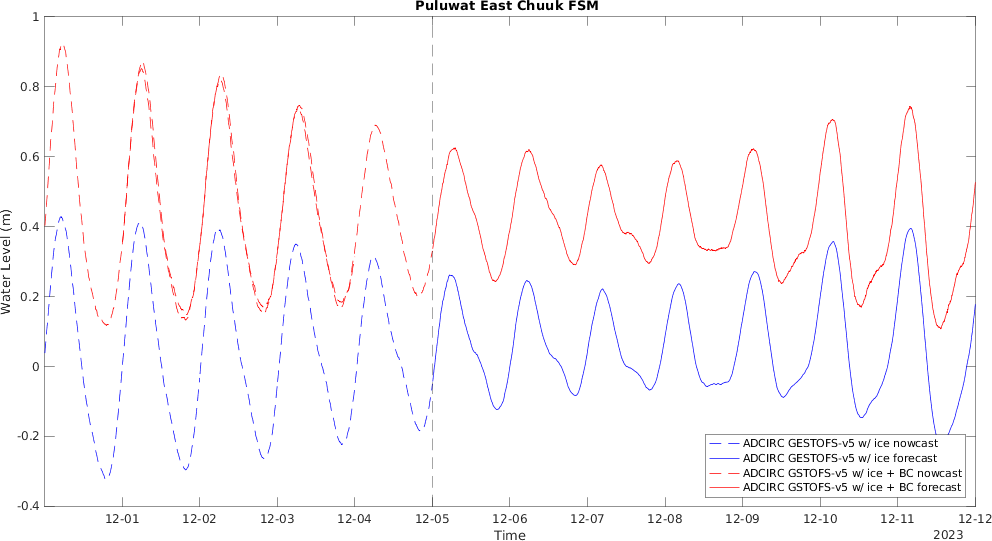 Puluwat East Chuuk FSM
1
0.8
0.6
0.4
0.2
0
-0.2
-0.4
Water Level (m)
12-01 12-02 12-03 12-04 12-05 12-06 12-07 12-08 12-09 12-10 12-11 12-12
Time
2023
ADCIRC GESTOFS-v5 w/ ice nowcast
ADCIRC GESTOFS-v5 w/ ice forecast
ADCIRC GSTOFS-v5 w/ ice + BC nowcast
ADCIRC GSTOFS-v5 w/ ice + BC forecast